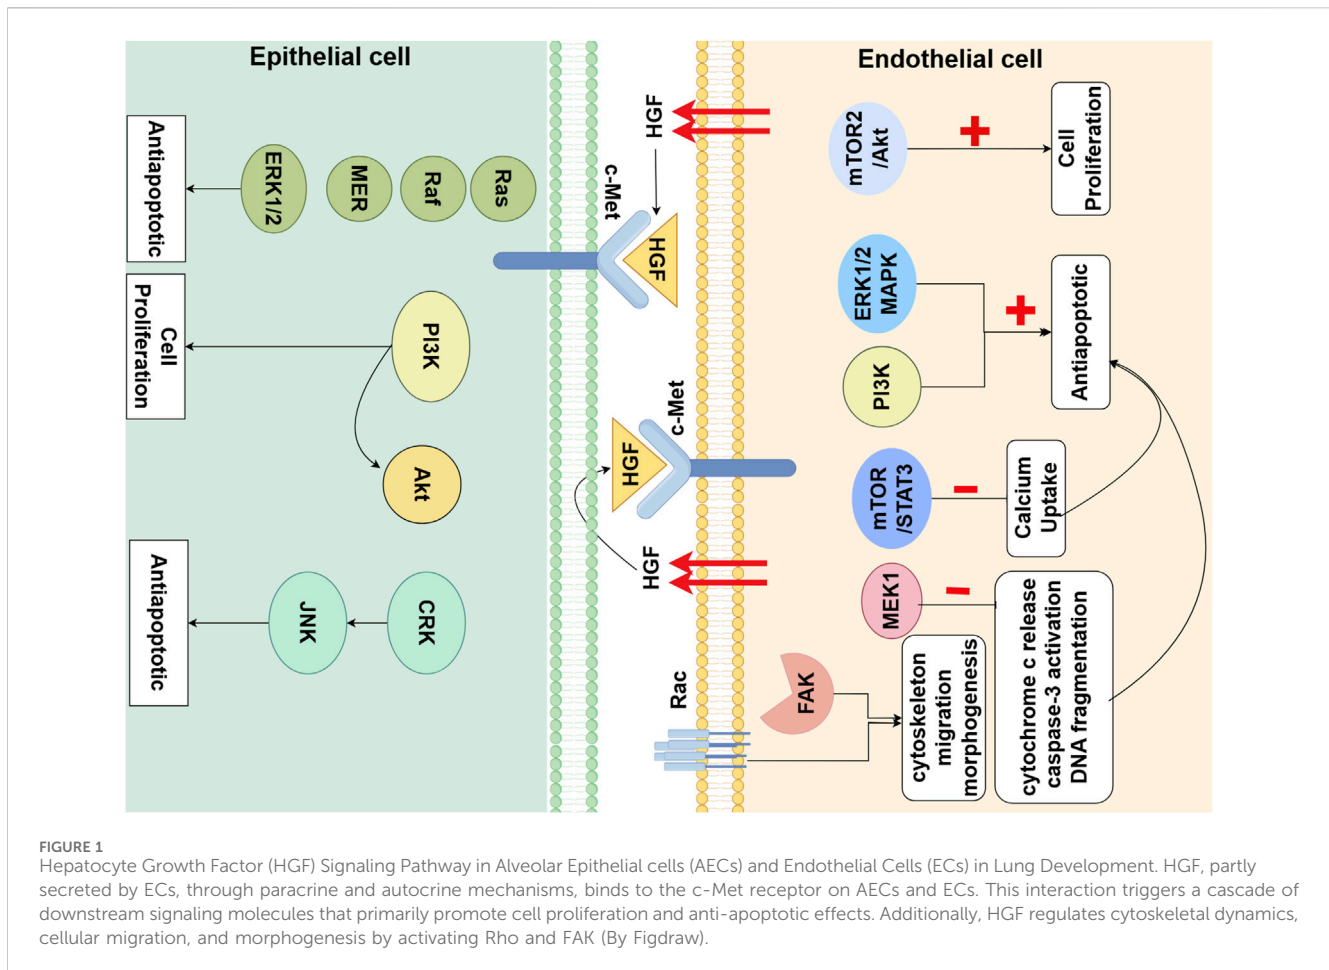 Epithelial cell
Endothelial cell
Antiapoptotic
ERK1/2
MER
Raf
Ras
c-Met
HGF
HGF
mTOR2
/Akt
Cell
Proliferation
Cell
Proliferation
PI3K
Akt
ERK1/2
MAPK
PI3K
Antiapoptotic
HGF
c-Met
HGF
mTOR
/STAT3
Calcium
Uptake
Antiapoptotic
JNK
CRK
MEK1
cytochrome c release
caspase-3 activation
DNA fragmentation
Rac
FAK
cytoskeleton
migration
morphogenesis
FIGURE 1
Hepatocyte Growth Factor (HGF) Signaling Pathway in Alveolar Epithelial cells (AECs) and Endothelial Cells (ECs) in Lung Development. HGF, partly
secreted by ECs, through paracrine and autocrine mechanisms, binds to the c-Met receptor on AECs and ECs. This interaction triggers a cascade of
downstream signaling molecules that primarily promote cell proliferation and anti-apoptotic effects. Additionally, HGF regulates cytoskeletal dynamics,
cellular migration, and morphogenesis by activating Rho and FAK (By Figdraw).